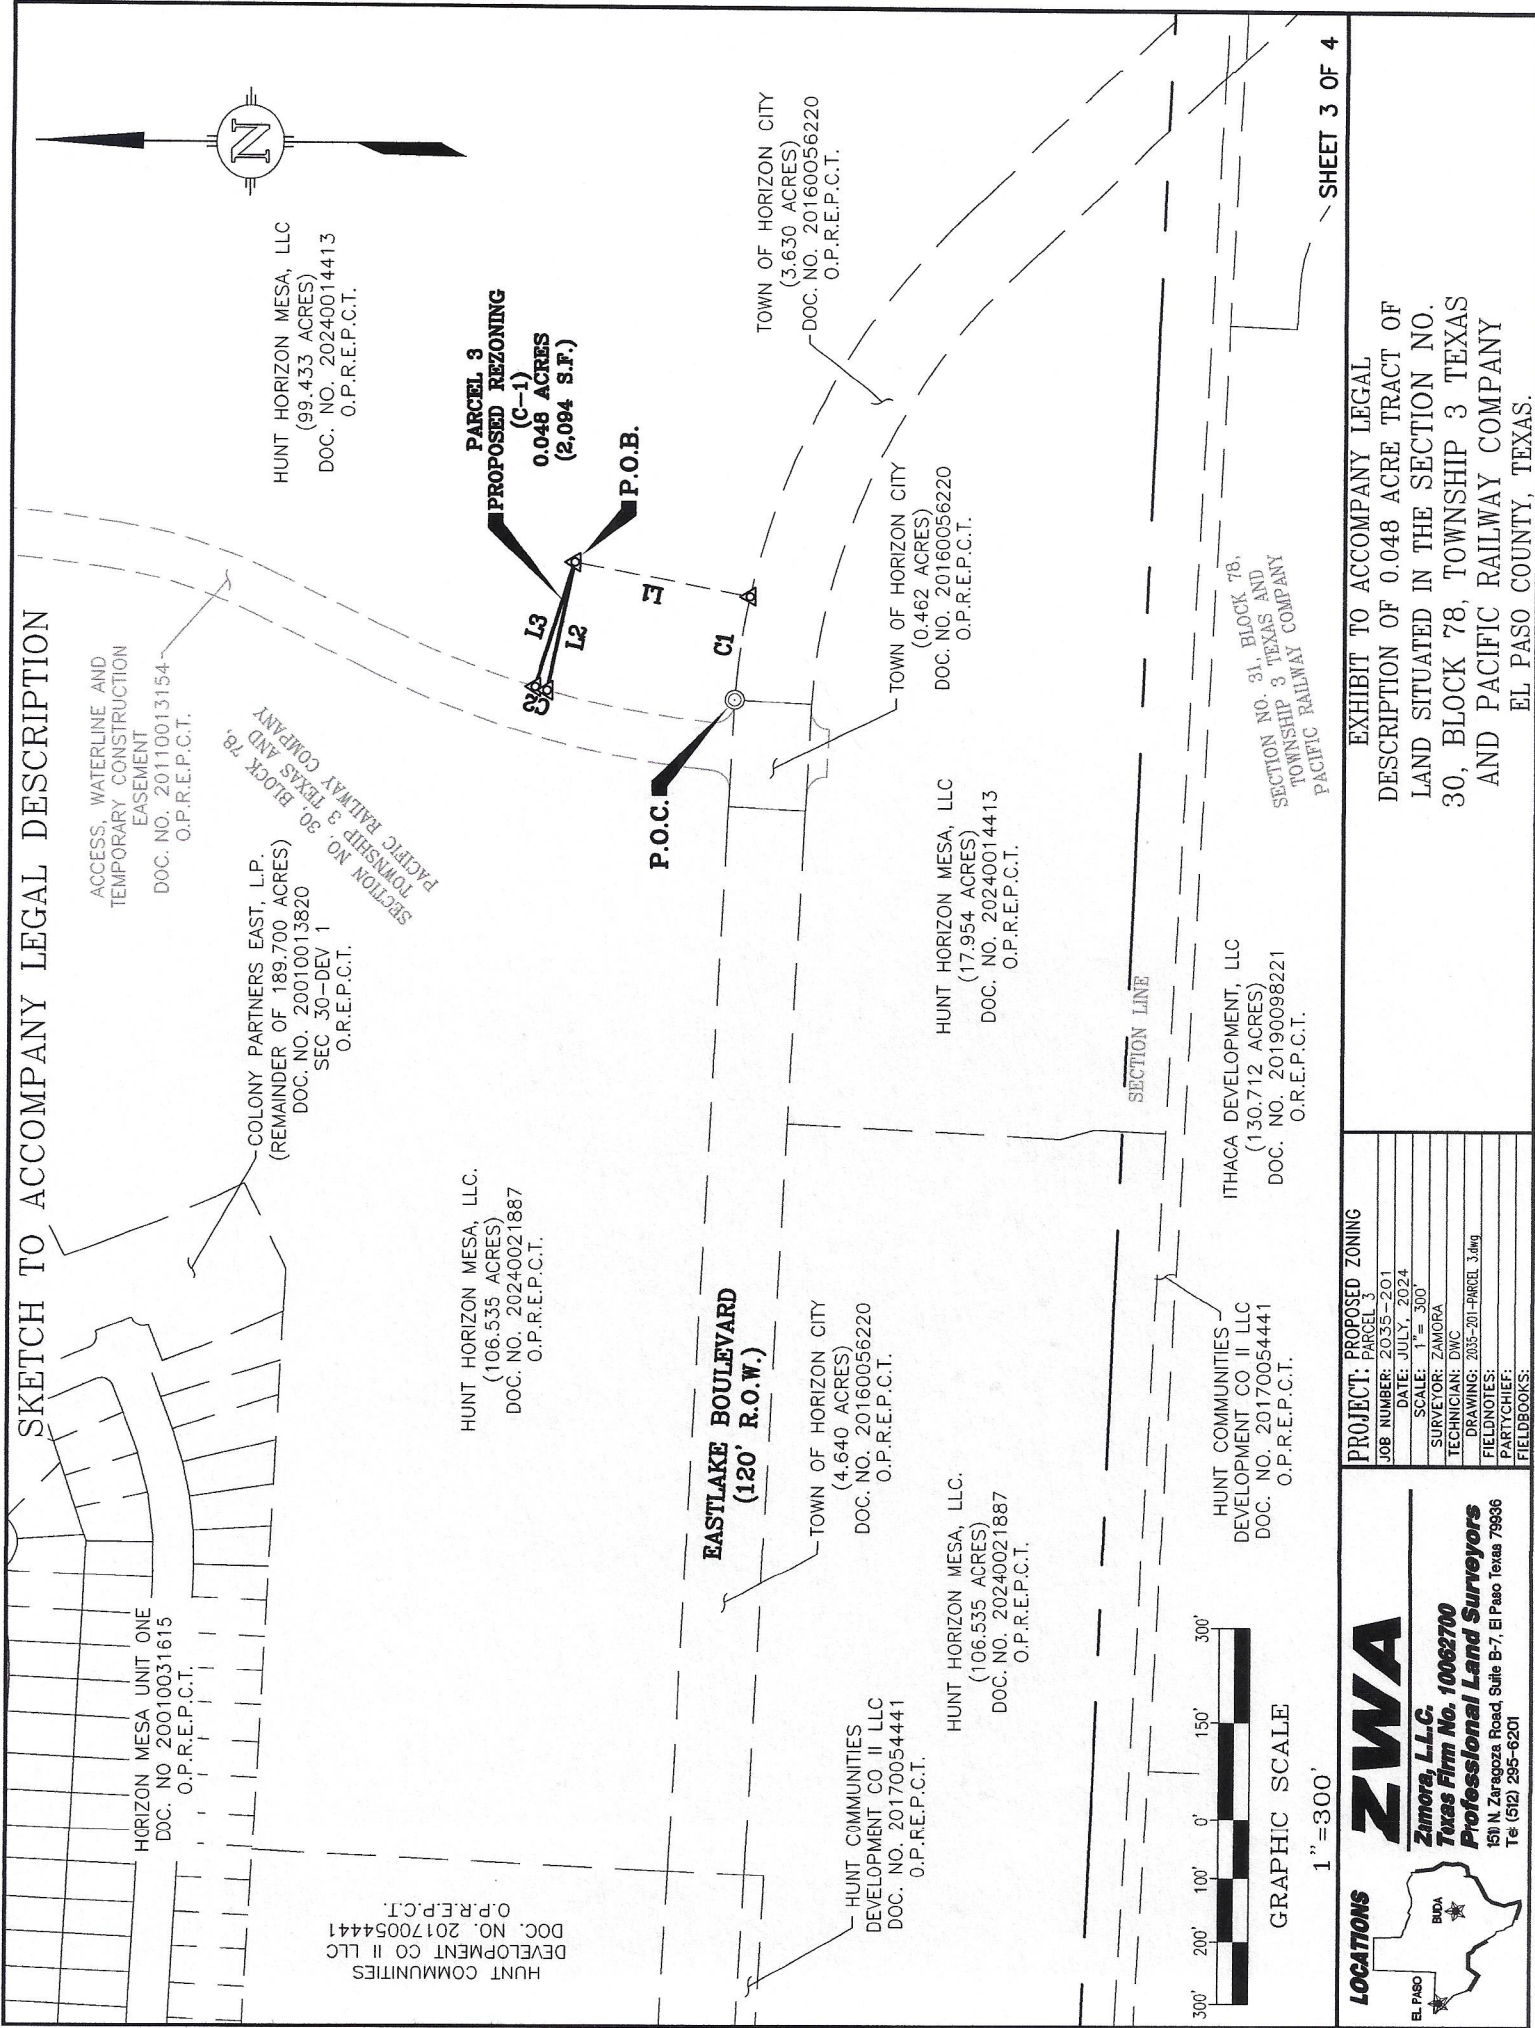 SKETCH TO ACCOMPANY LEGAL DESCRIPTION
HORIZON MESA UNIT ONE
DOC. NO 20010031615
O.P.R.E.P.C.T.
COLONY PARTNERS EAST, L.P.
(REMAINDER OF 189.700 ACRES)
DOC. NO. 20010013820
SEC 30-DEV 1
O.R.E.P.C.T.
ACCESS, WATERLINE AND
TEMPORARY CONSTRUCTION
EASEMENT
DOC. NO. 20110013154
O.P.R.E.P.C.T.
SECTION NO. 30, BLOCK 78,
TOWNSHIP 3 TEXAS AND
PACIFIC RAILWAY COMPANY
HUNT HORIZON MESA, LLC
(99.433 ACRES)
DOC. NO. 20240014413
O.P.R.E.P.C.T.
N
HUNT COMMUNITIES
DEVELOPMENT CO II LLC
DOC. NO. 20170054441
O.P.R.E.P.C.T.
HUNT HORIZON MESA, LLC.
(106.535 ACRES)
DOC. NO. 20240021887
O.P.R.E.P.C.T.
PARCEL 3
PROPOSED REZONING
(C-1)
0.048 ACRES
(2,094 S.F.)
P.O.B.
L3
L2
C3
L1
C1
P.O.C.
EASTLAKE BOULEVARD
(120' R.O.W.)
TOWN OF HORIZON CITY
(4.640 ACRES)
DOC. NO. 20160056220
O.P.R.E.P.C.T.
TOWN OF HORIZON CITY
(0.462 ACRES)
DOC. NO. 20160056220
O.P.R.E.P.C.T.
TOWN OF HORIZON CITY
(3.630 ACRES)
DOC. NO. 20160056220
O.P.R.E.P.C.T.
HUNT COMMUNITIES
DEVELOPMENT CO II LLC
DOC. NO. 20170054441
O.P.R.E.P.C.T.
HUNT HORIZON MESA, LLC.
(106.535 ACRES)
DOC. NO. 20240021887
O.P.R.E.P.C.T.
HUNT HORIZON MESA, LLC
(17.954 ACRES)
DOC. NO. 20240014413
O.P.R.E.P.C.T.
SECTION LINE
HUNT COMMUNITIES
DEVELOPMENT CO II LLC
DOC. NO. 20170054441
O.P.R.E.P.C.T.
ITHACA DEVELOPMENT, LLC
(130.712 ACRES)
DOC. NO. 20190098221
O.R.E.P.C.T.
SECTION NO. 31, BLOCK 78,
TOWNSHIP 3 TEXAS AND
PACIFIC RAILWAY COMPANY
300' 200' 100' 0' 150' 300'
GRAPHIC SCALE
1"=300'
SHEET 3 OF 4
LOCATIONS
EL PASO
BUDA
ZWA
Zamora, L.L.C.
Texas Firm No. 10062700
Professional Land Surveyors
1510 N. Zaragoza Road, Suite B-7, El Paso Texas 79936
Tel: (512) 295-6201
PROJECT: PROPOSED ZONING
PARCEL 3
JOB NUMBER: 2035-201
DATE: JULY, 2024
SCALE: 1"= 300'
SURVEYOR: ZAMORA
TECHNICIAN: DWC
DRAWING: 2035-201-PARCEL 3.dwg
FIELDNOTES:
PARTYCHIEF:
FIELDBOOKS:
EXHIBIT TO ACCOMPANY LEGAL
DESCRIPTION OF 0.048 ACRE TRACT OF
LAND SITUATED IN THE SECTION NO.
30, BLOCK 78, TOWNSHIP 3 TEXAS
AND PACIFIC RAILWAY COMPANY
EL PASO COUNTY, TEXAS.